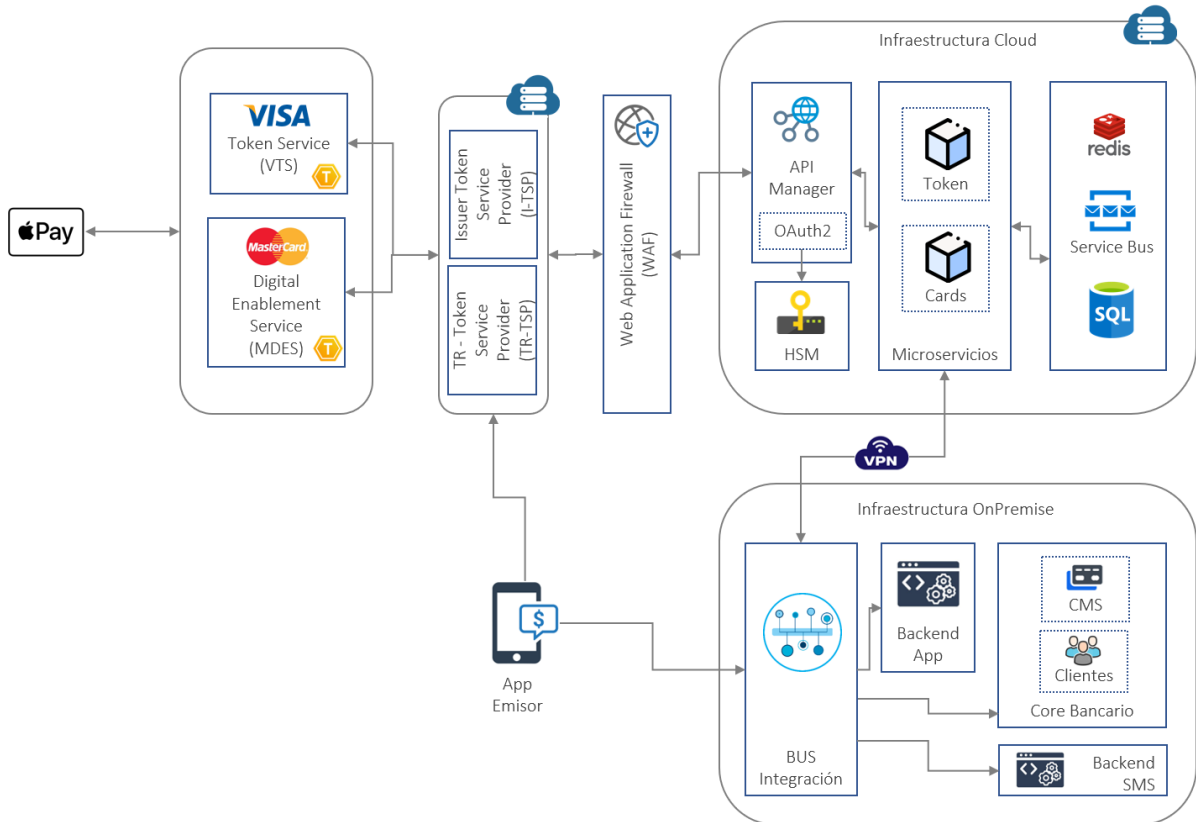 Pay
VISA
Token Service
(VTS)
T
MasterCard
Digital
Enablement
Service
(MDES)
T
Issuer Token
Service
Provider
(I-TSP)
TR - Token
Service
Provider
(TR-TSP)
Web Application Firewall
(WAF)
Infraestructura Cloud
API
Manager
OAuth2
HSM
Token
Cards
Microservicios
redis
Service Bus
SQL
VPN
Infraestructura OnPremise
BUS
Integración
Backend
App
CMS
Clientes
Core Bancario
Backend
SMS
$
App
Emisor